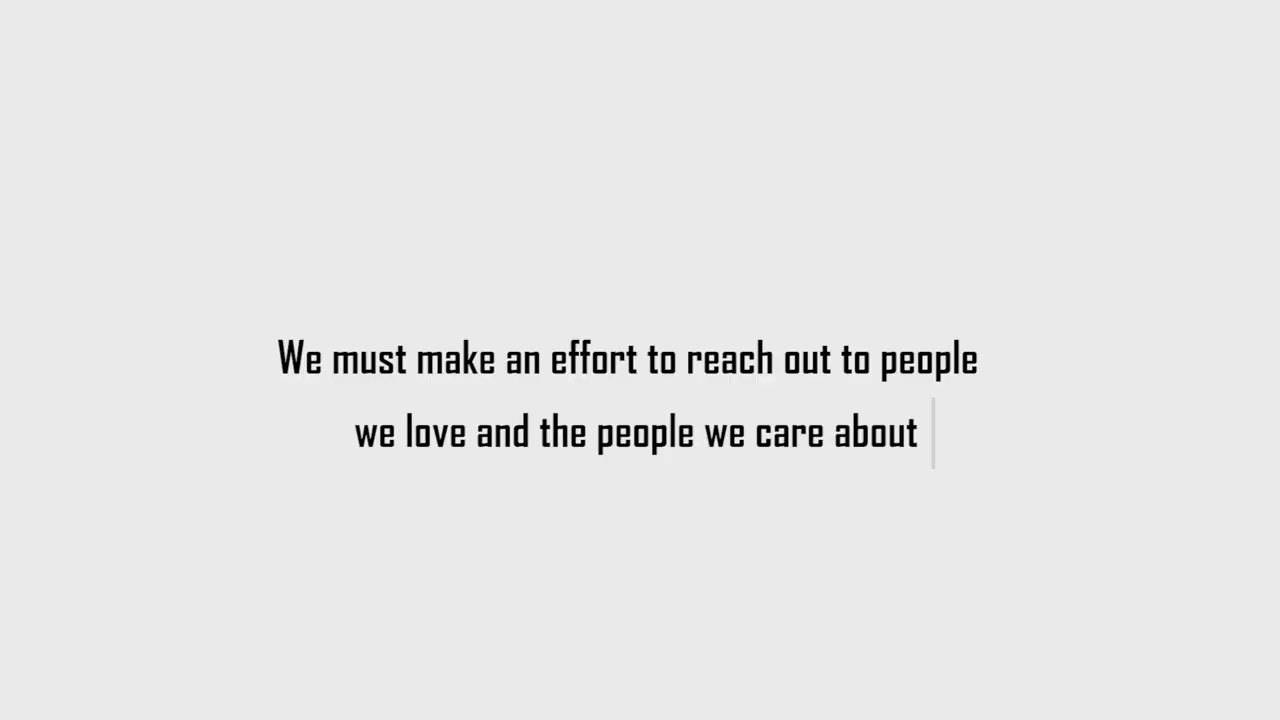 We must make an effort to reach out to people
we love and the people we care about